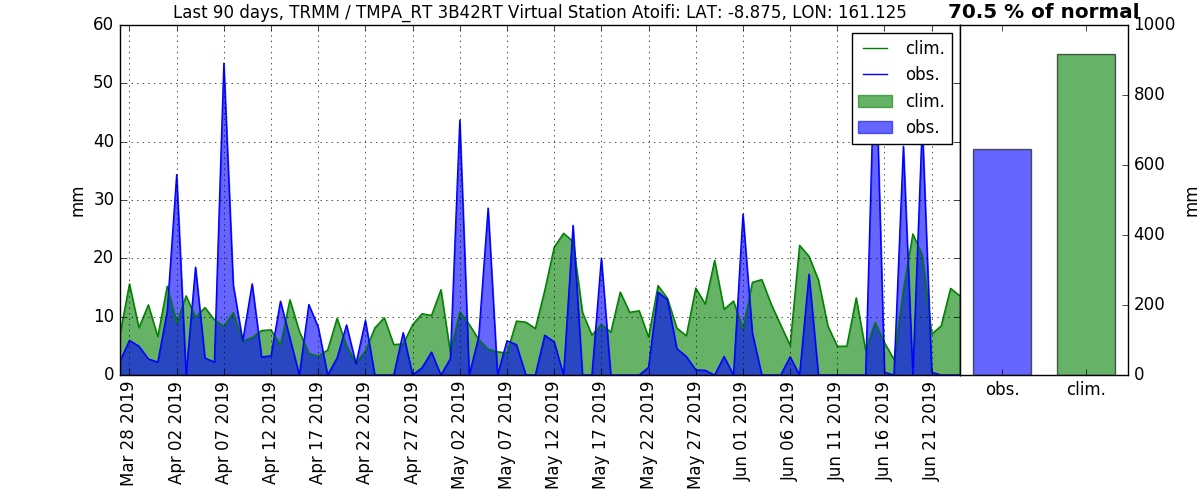 Last 90 days, TRMM / TMPA_RT 3B42RT Virtual Station Atoifi: LAT: -8.875, LON: 161.125
70.5 % of normal
60
50
40
30
20
10
0
mm
clim.
obs.
clim.
obs.
1000
800
600
400
200
0
mm
Mar 28 2019
Apr 02 2019
Apr 07 2019
Apr 12 2019
Apr 17 2019
Apr 22 2019
Apr 27 2019
May 02 2019
May 07 2019
May 12 2019
May 17 2019
May 22 2019
May 27 2019
Jun 01 2019
Jun 06 2019
Jun 11 2019
Jun 16 2019
Jun 21 2019
obs.
clim.